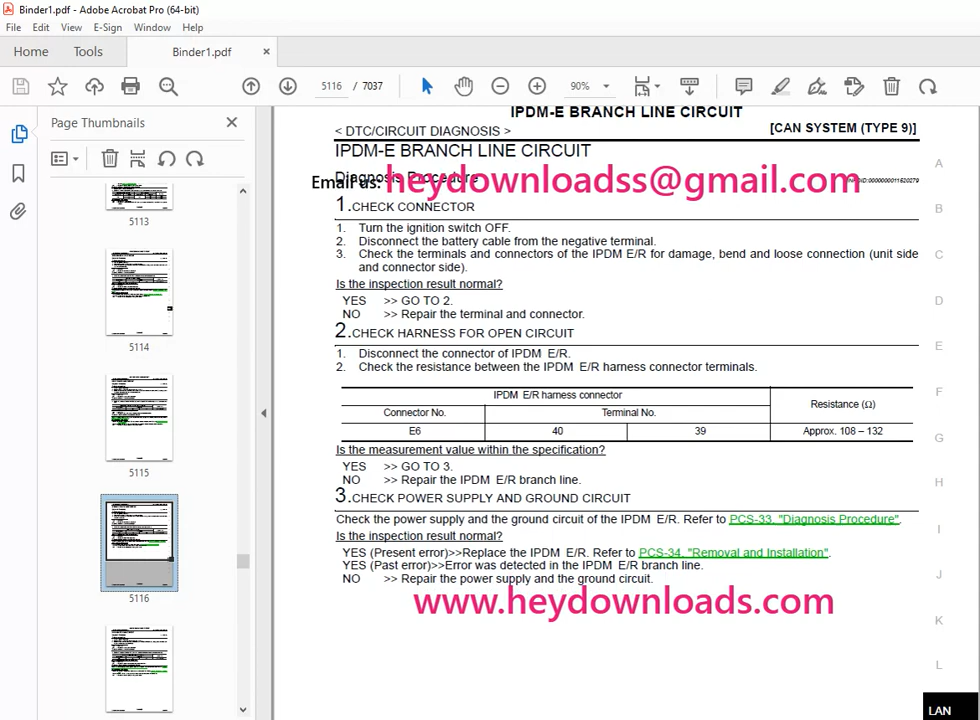 Binder1.pdf - Adobe Acrobat Pro (64-bit)
File Edit View E-Sign Window Help
Home Tools Binder1.pdf ×
5116 / 7037 90%
Page Thumbnails
5113
5114
5115
5116
IPDM-E BRANCH LINE CIRCUIT
< DTC/CIRCUIT DIAGNOSIS > [CAN SYSTEM (TYPE 9)]
IPDM-E BRANCH LINE CIRCUIT
Diagnosis Procedure
Email us: heydownloadss@gmail.com
1.CHECK CONNECTOR
1. Turn the ignition switch OFF.
2. Disconnect the battery cable from the negative terminal.
3. Check the terminals and connectors of the IPDM E/R for damage, bend and loose connection (unit side
and connector side).
Is the inspection result normal?
YES >> GO TO 2.
NO >> Repair the terminal and connector.
2.CHECK HARNESS FOR OPEN CIRCUIT
1. Disconnect the connector of IPDM E/R.
2. Check the resistance between the IPDM E/R harness connector terminals.
IPDM E/R harness connector Resistance (Ω)
Connector No. Terminal No.
E6 40 39 Approx. 108 – 132
Is the measurement value within the specification?
YES >> GO TO 3.
NO >> Repair the IPDM E/R branch line.
3.CHECK POWER SUPPLY AND GROUND CIRCUIT
Check the power supply and the ground circuit of the IPDM E/R. Refer to PCS-33, "Diagnosis Procedure".
Is the inspection result normal?
YES (Present error)>>Replace the IPDM E/R. Refer to PCS-34, "Removal and Installation".
YES (Past error)>>Error was detected in the IPDM E/R branch line.
NO >> Repair the power supply and the ground circuit.
www.heydownloads.com
A
B
C
D
E
F
G
H
I
J
K
L
LAN